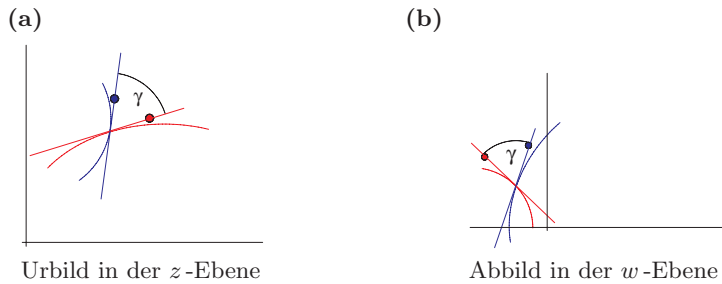 (a)
(b)
γ
γ
Urbild in der z-Ebene
Abbild in der w-Ebene